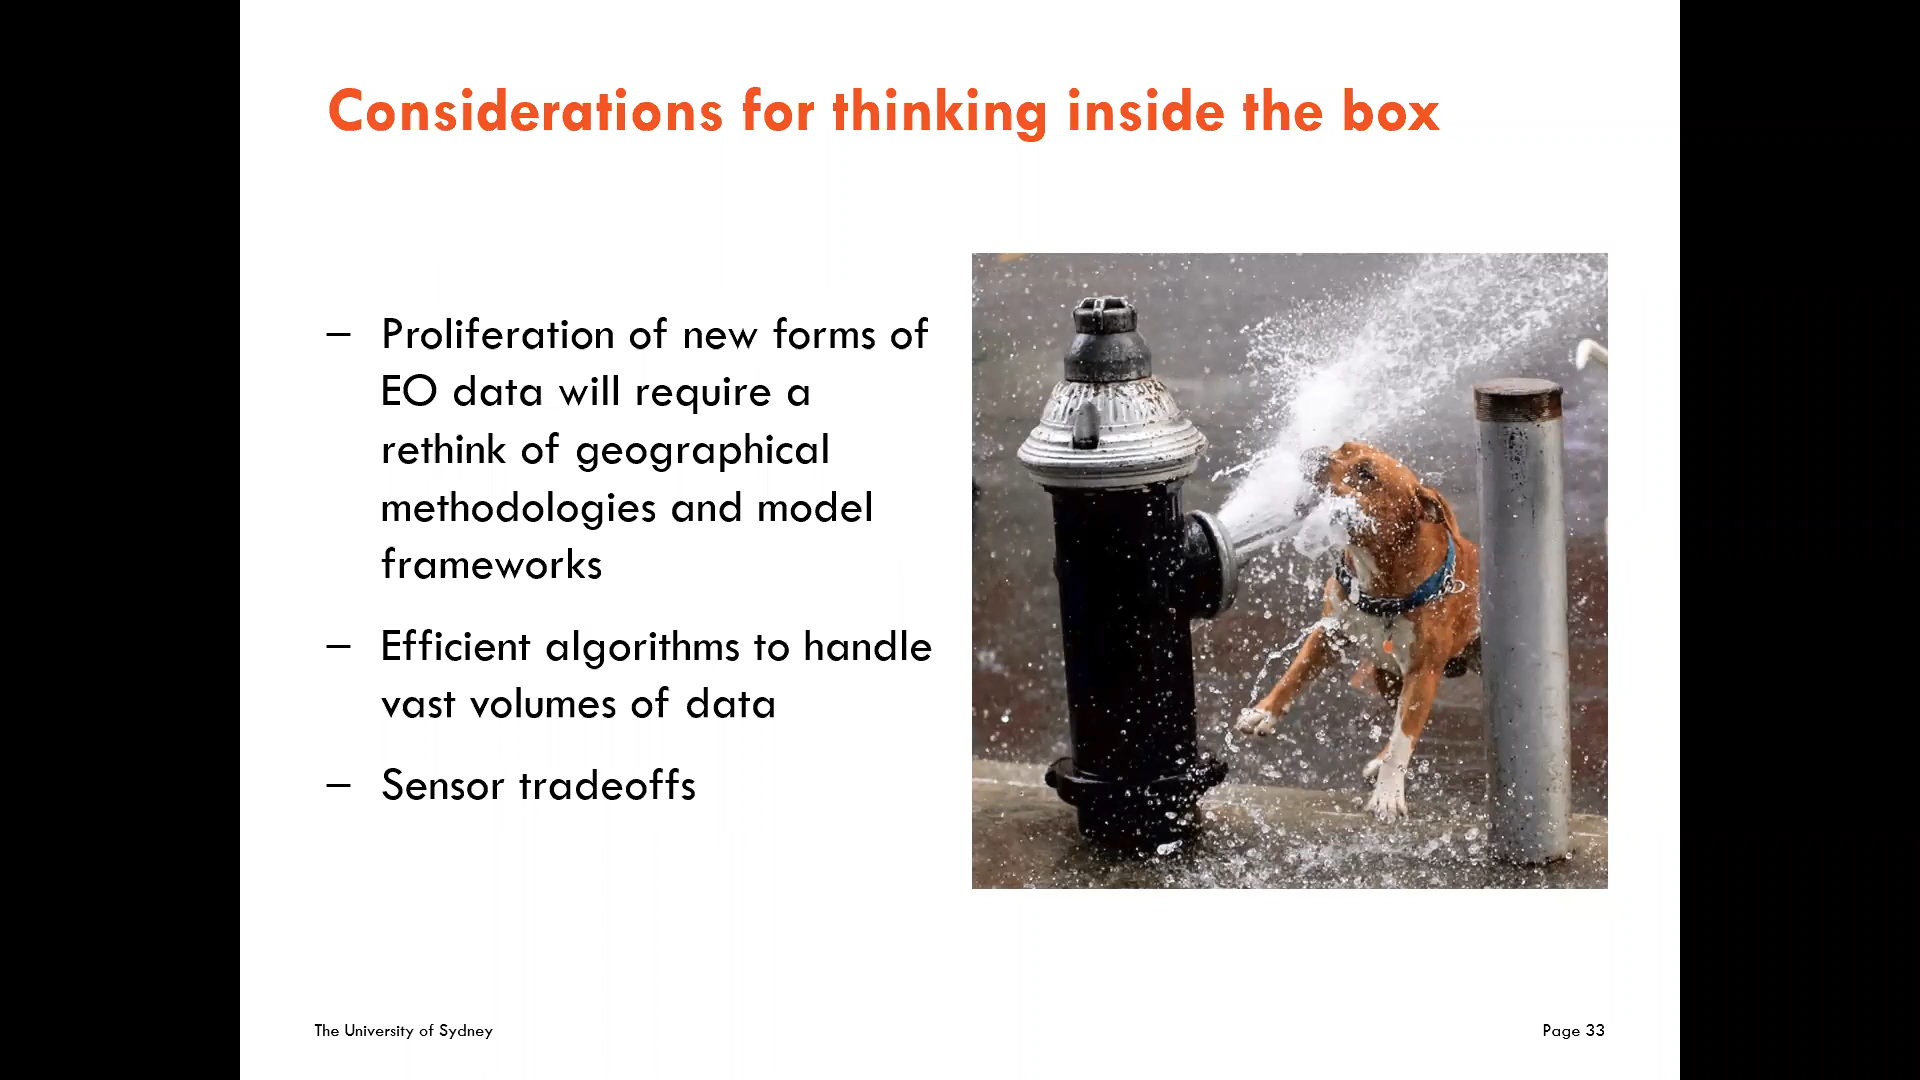 Considerations for thinking inside the box
– Proliferation of new forms of
EO data will require a
rethink of geographical
methodologies and model
frameworks
– Efficient algorithms to handle
vast volumes of data
– Sensor tradeoffs
The University of Sydney
Page 33